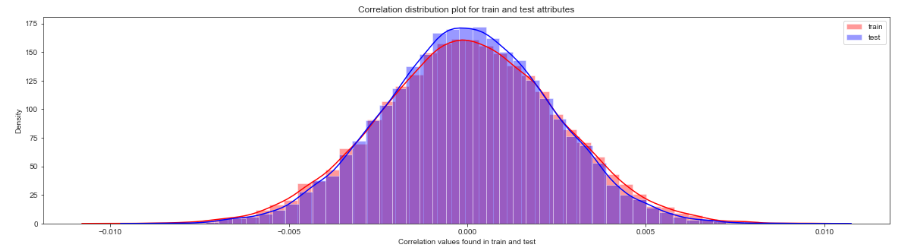 Correlation distribution plot for train and test attributes
train
test
Density
175
150
125
100
75
50
25
0
−0.010
−0.005
0.000
0.005
0.010
Correlation values found in train and test